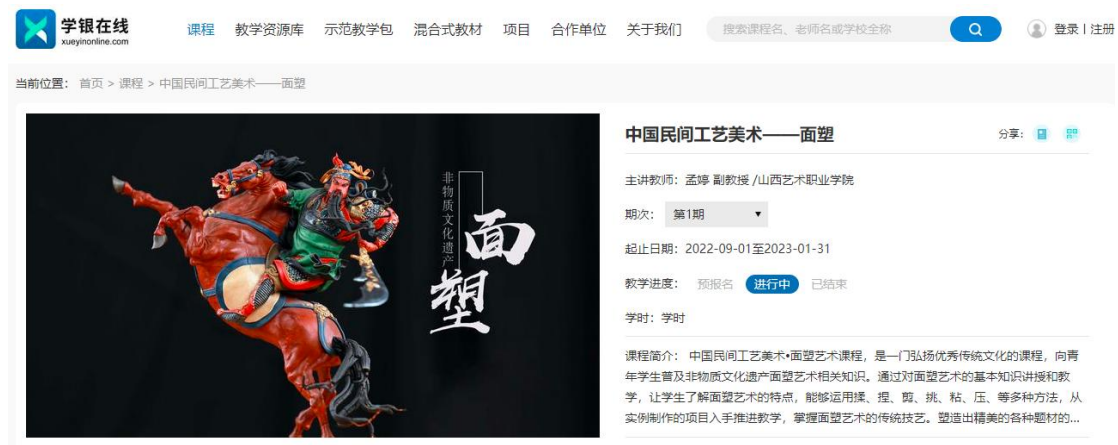 学银在线
xueyinonline.com
课程 教学资源库 示范教学包 混合式教材 项目 合作单位 关于我们 搜索课程名、老师名或学校全称 登录 | 注册
当前位置： 首页 > 课程 > 中国民间工艺美术——面塑
非物质文化遗产
面塑
中国民间工艺美术——面塑 分享：
主讲教师：孟婷 副教授 /山西艺术职业学院
期次： 第1期
起止日期：2022-09-01至2023-01-31
教学进度： 预报名 进行中 已结束
学时：学时
课程简介： 中国民间工艺美术•面塑艺术课程，是一门弘扬优秀传统文化的课程，向青
年学生普及非物质文化遗产面塑艺术相关知识。通过对面塑艺术的基本知识讲授和教
学，让学生了解面塑艺术的特点，能够运用揉、捏、剪、挑、粘、压、等多种方法，从
实例制作的项目入手推进教学，掌握面塑艺术的传统技艺。塑造出精美的各种题材的...